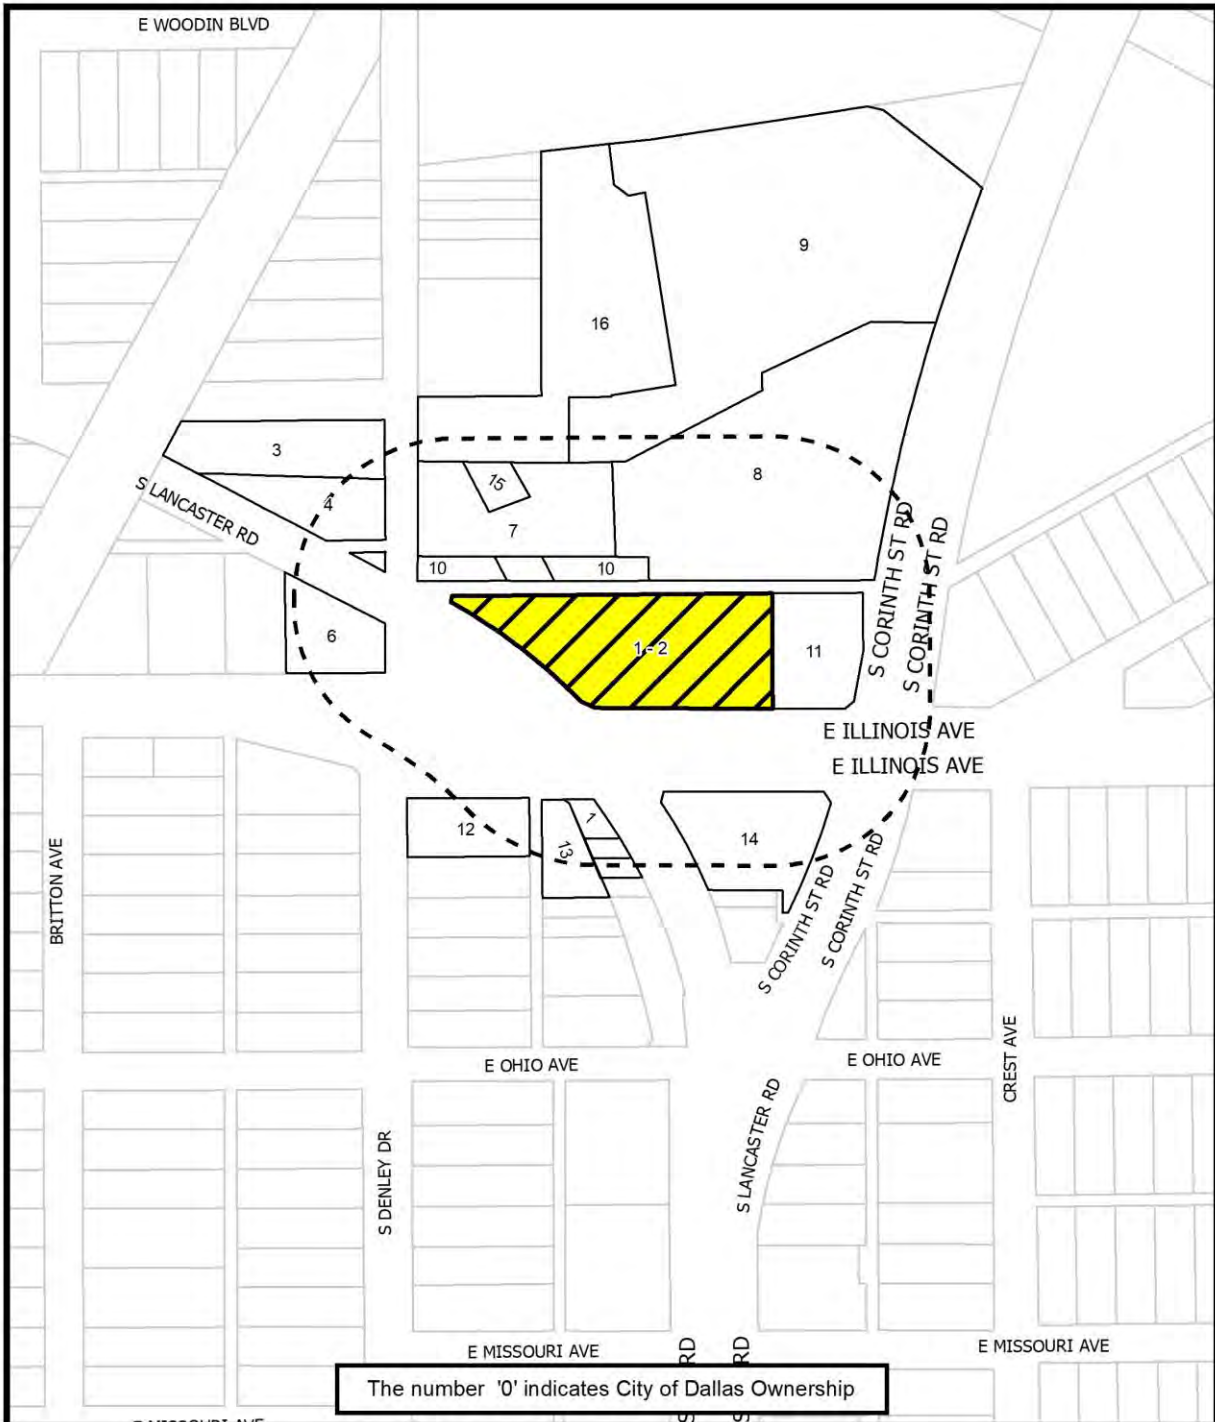 E WOODIN BLVD
9
16
3
8
15
4
S LANCASTER RD
7
S CORINTH ST RD
S CORINTH ST RD
10
10
6
1 - 2
11
E ILLINOIS AVE
E ILLINOIS AVE
12
1
13
14
BRITTON AVE
S CORINTH ST RD
S CORINTH ST RD
E OHIO AVE
E OHIO AVE
CREST AVE
S DENLEY DR
S LANCASTER RD
E MISSOURI AVE
E MISSOURI AVE
RD
RD
The number '0' indicates City of Dallas Ownership
S
S
E MISSOURI AVE